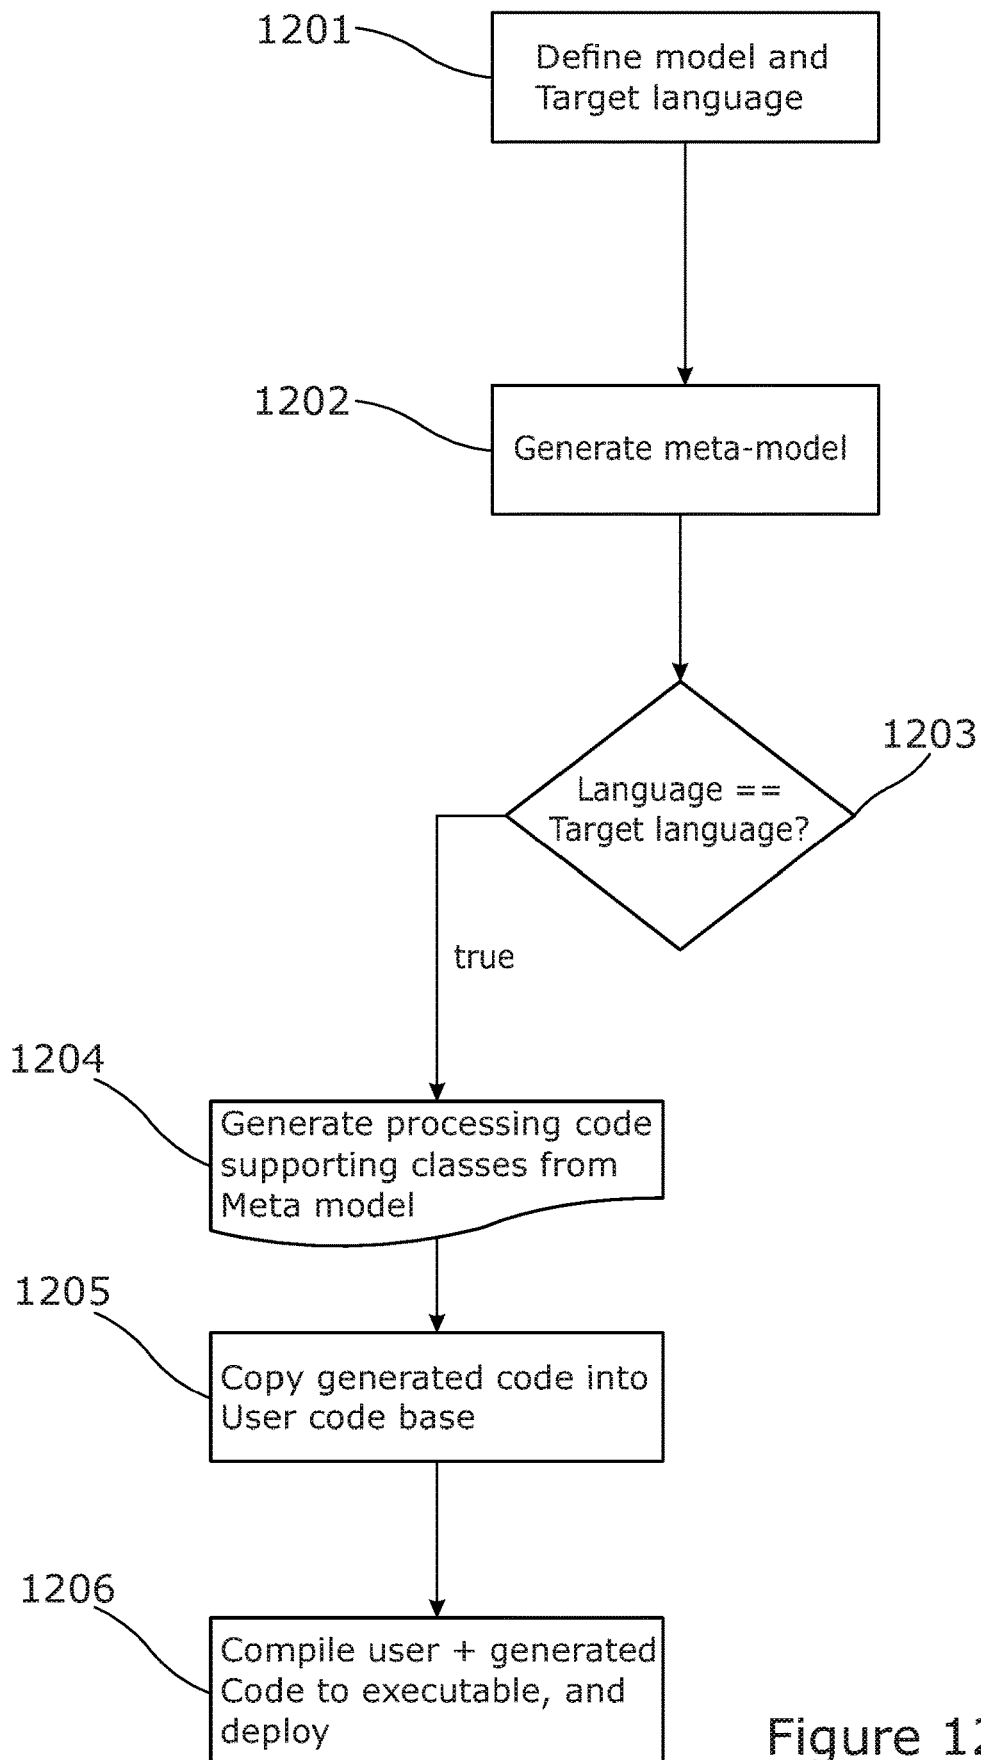 1201
Define model and
Target language
1202
Generate meta-model
1203
Language ==
Target language?
true
1204
Generate processing code
supporting classes from
Meta model
1205
Copy generated code into
User code base
1206
Compile user + generated
Code to executable, and
deploy
Figure 12